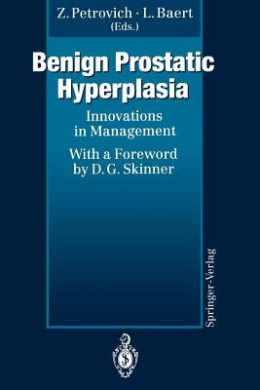 Z. Petrovich · L. Baert
(Eds.)
Benign Prostatic
Hyperplasia
Innovations
in Management
With a Foreword
by D. G. Skinner
Springer-Verlag